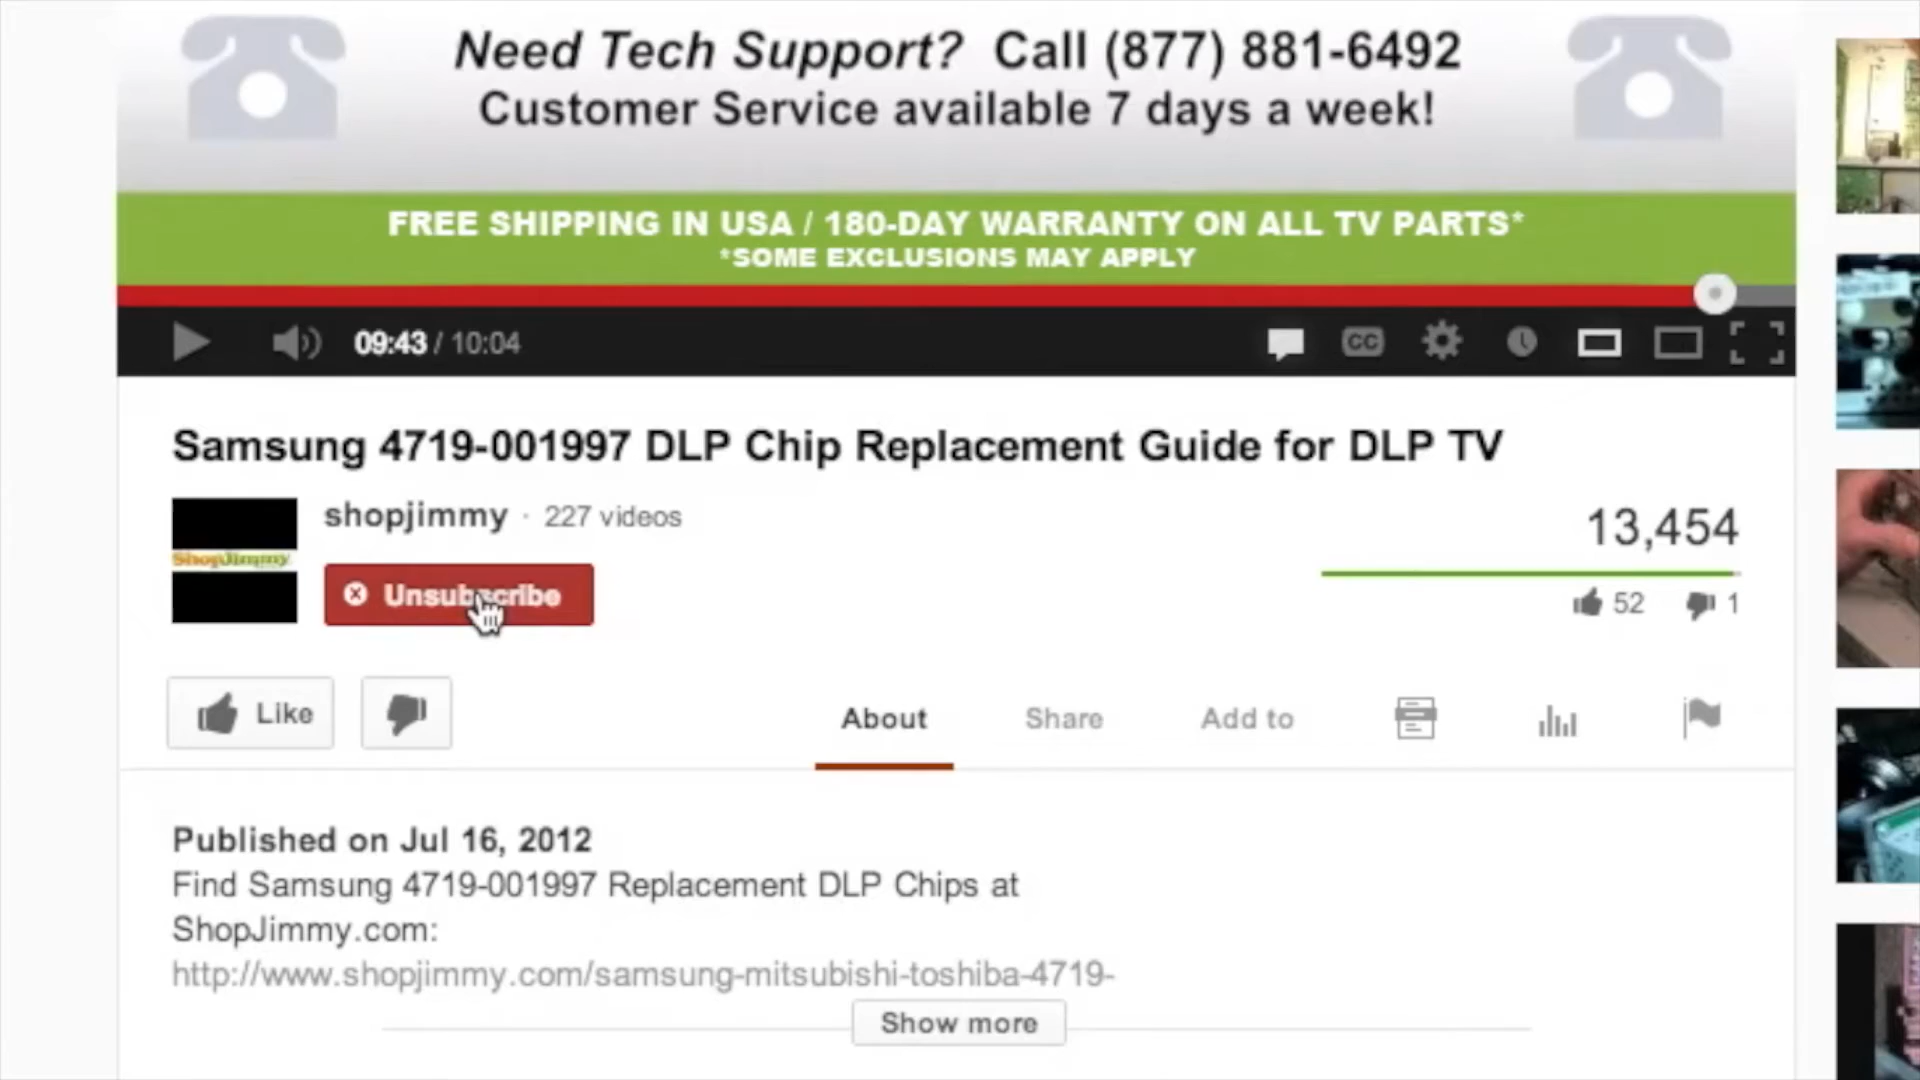 Need Tech Support? Call (877) 881-6492
Customer Service available 7 days a week!
FREE SHIPPING IN USA / 180-DAY WARRANTY ON ALL TV PARTS*
*SOME EXCLUSIONS MAY APPLY
09:43 / 10:04
CC
Samsung 4719-001997 DLP Chip Replacement Guide for DLP TV
shopjimmy · 227 videos
13,454
ShopJimmy
Unsubscribe
52 1
Like
About Share Add to
Published on Jul 16, 2012
Find Samsung 4719-001997 Replacement DLP Chips at
ShopJimmy.com:
http://www.shopjimmy.com/samsung-mitsubishi-toshiba-4719-
Show more